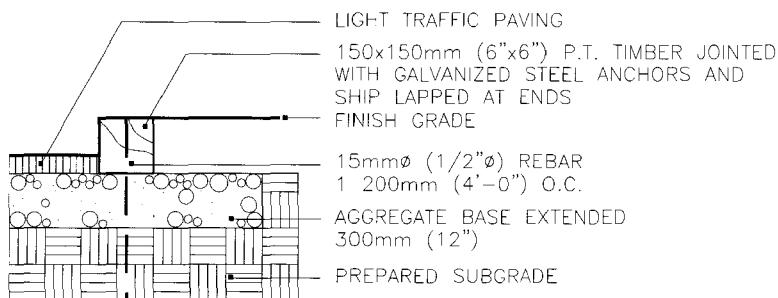 LIGHT TRAFFIC PAVING
150x150mm (6"x6") P.T. TIMBER JOINTED
WITH GALVANIZED STEEL ANCHORS AND
SHIP LAPPED AT ENDS
FINISH GRADE
15mmø (1/2"ø) REBAR
1 200mm (4'-0") O.C.
AGGREGATE BASE EXTENDED
300mm (12")
PREPARED SUBGRADE